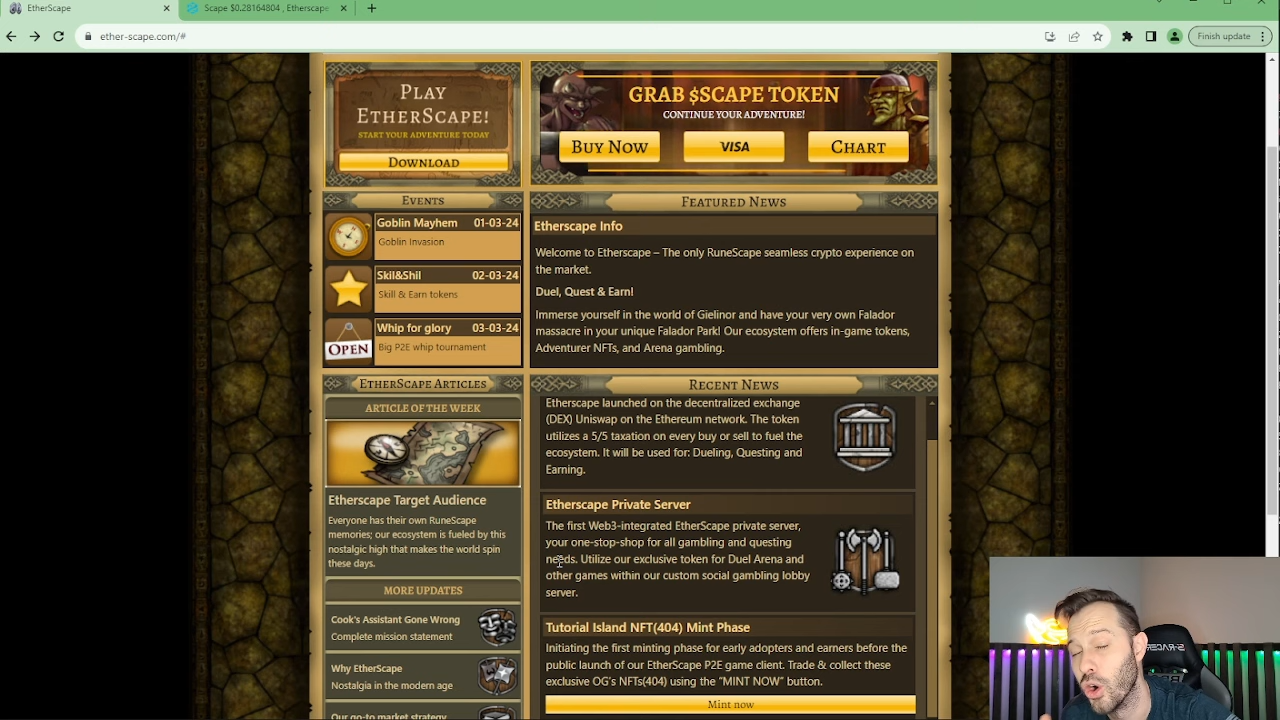 EtherScape
Scape $0.28164804 , Etherscape
ether-scape.com/#
Finish update
PLAY
ETHERSCAPE!
START YOUR ADVENTURE TODAY
DOWNLOAD
GRAB $SCAPE TOKEN
CONTINUE YOUR ADVENTURE!
BUY NOW
VISA
CHART
EVENTS
Goblin Mayhem 01-03-24
Goblin Invasion
Skil&Shil 02-03-24
Skill & Earn tokens
Whip for glory 03-03-24
Big P2E whip tournament
OPEN
FEATURED NEWS
Etherscape Info
Welcome to Etherscape – The only RuneScape seamless crypto experience on
the market.
Duel, Quest & Earn!
Immerse yourself in the world of Gielinor and have your very own Falador
massacre in your unique Falador Park! Our ecosystem offers in-game tokens,
Adventurer NFTs, and Arena gambling.
ETHERSCAPE ARTICLES
ARTICLE OF THE WEEK
Etherscape Target Audience
Everyone has their own RuneScape
memories; our ecosystem is fueled by this
nostalgic high that makes the world spin
these days.
MORE UPDATES
Cook's Assistant Gone Wrong
Complete mission statement
Why EtherScape
Nostalgia in the modern age
Our go-to market strategy
RECENT NEWS
Etherscape launched on the decentralized exchange
(DEX) Uniswap on the Ethereum network. The token
utilizes a 5/5 taxation on every buy or sell to fuel the
ecosystem. It will be used for: Dueling, Questing and
Earning.
Etherscape Private Server
The first Web3-integrated EtherScape private server,
your one-stop-shop for all gambling and questing
needs. Utilize our exclusive token for Duel Arena and
other games within our custom social gambling lobby
server.
Tutorial Island NFT(404) Mint Phase
Initiating the first minting phase for early adopters and earners before the
public launch of our EtherScape P2E game client. Trade & collect these
exclusive OG's NFTs(404) using the "MINT NOW" button.
Mint now
S-RACER